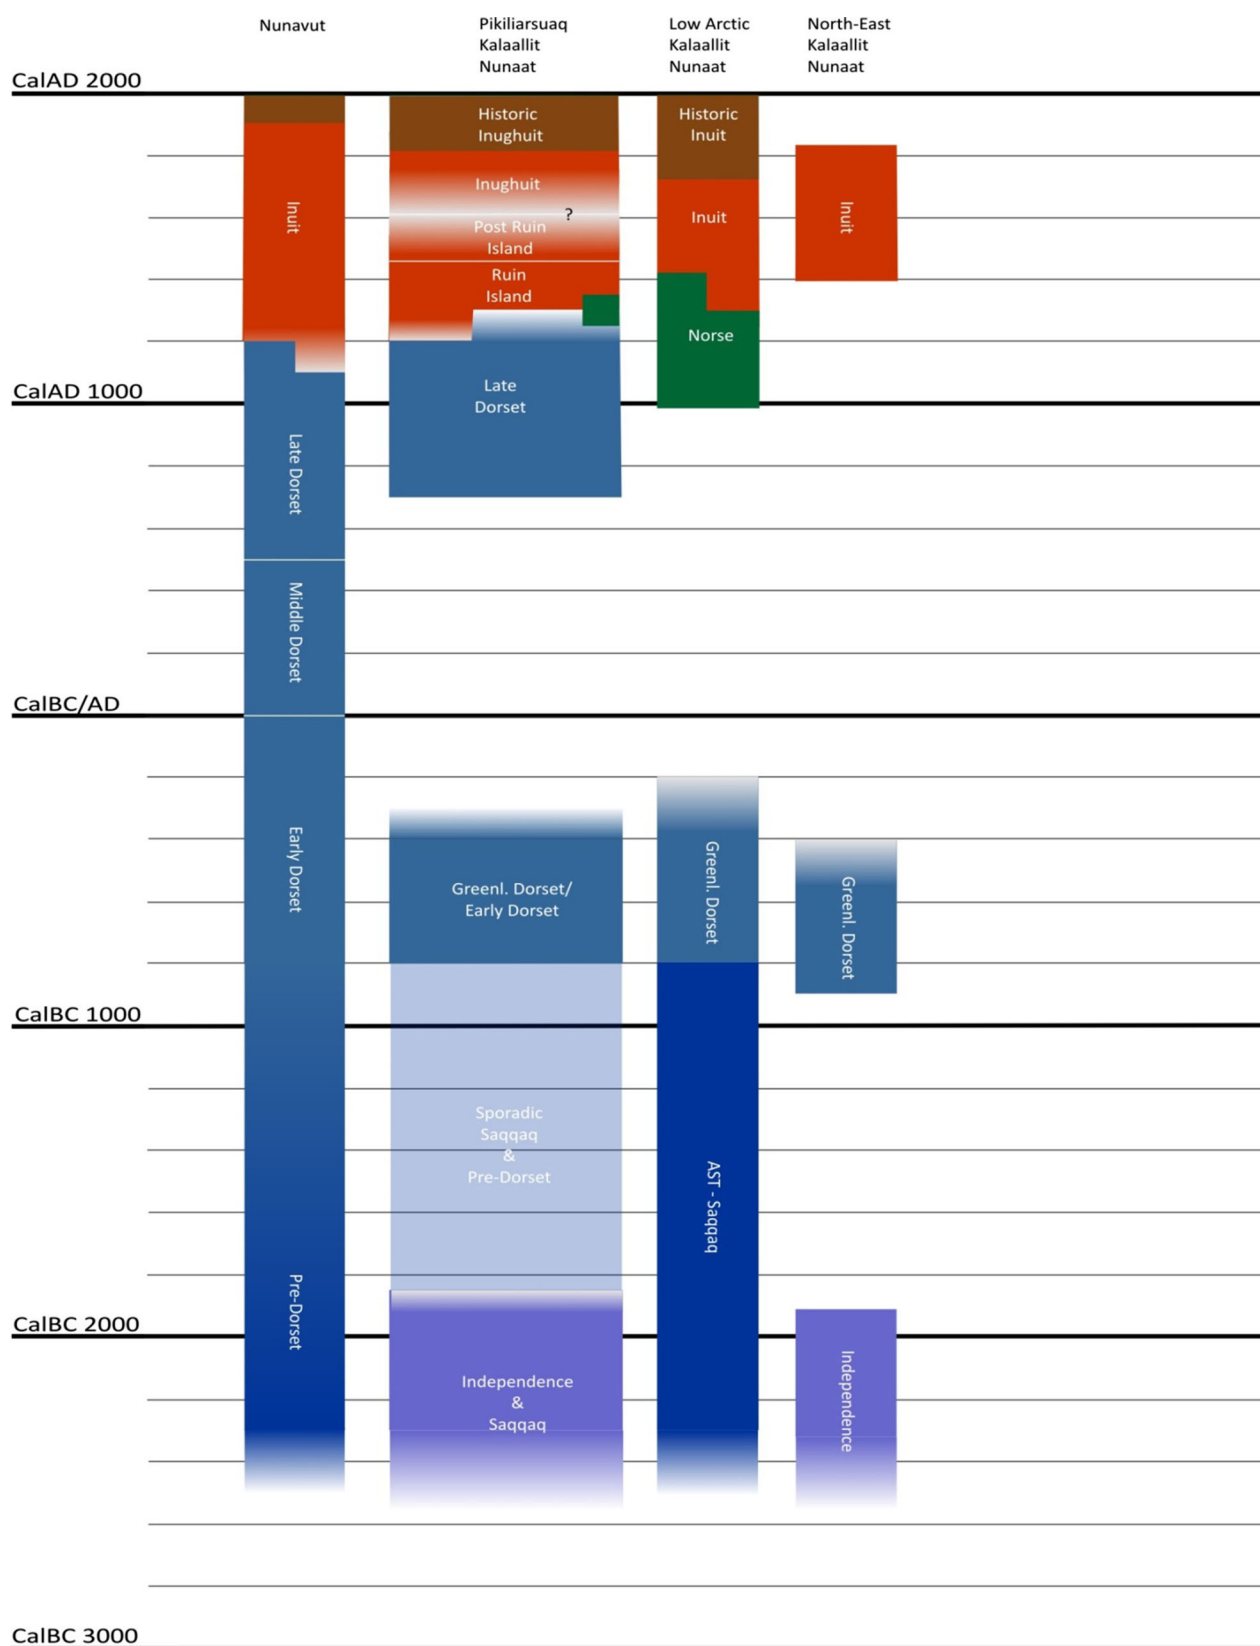 Nunavut
Pikiliarsuaq
Kalaallit
Nunaat
Low Arctic
Kalaallit
Nunaat
North-East
Kalaallit
Nunaat
CalAD 2000
Historic
Inughuit
Historic
Inuit
Inuit
Inughuit
?
Post Ruin
Island
Ruin
Island
Inuit
Inuit
Norse
CalAD 1000
Late
Dorset
Late Dorset
Middle Dorset
CalBC/AD
Early Dorset
Greenl. Dorset/
Early Dorset
Greenl. Dorset
Greenl. Dorset
CalBC 1000
Sporadic
Saqqaq
&
Pre-Dorset
AST - Saqqaq
Pre-Dorset
CalBC 2000
Independence
&
Saqqaq
Independence
CalBC 3000